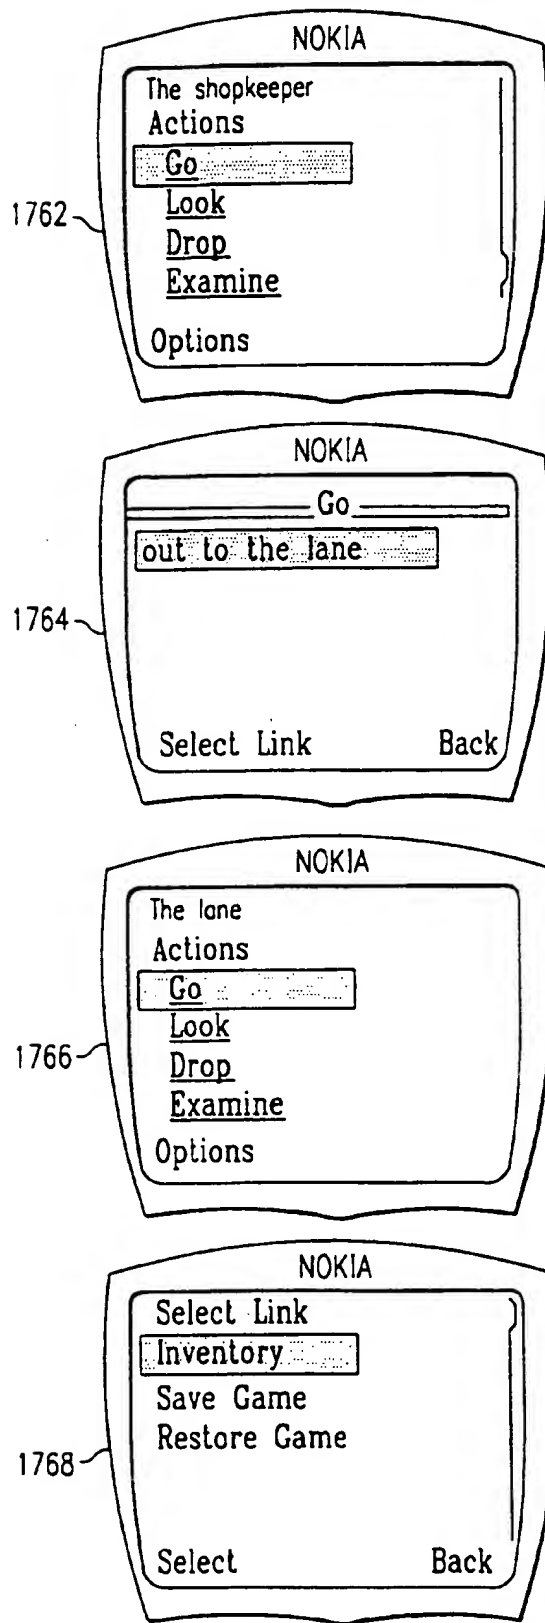 NOKIA
The shopkeeper
Actions
Go
Look
Drop
Examine
Options
1762
NOKIA
Go
out to the lane
Select Link Back
1764
NOKIA
The lane
Actions
Go
Look
Drop
Examine
Options
1766
NOKIA
Select Link
Inventory
Save Game
Restore Game
Select Back
1768